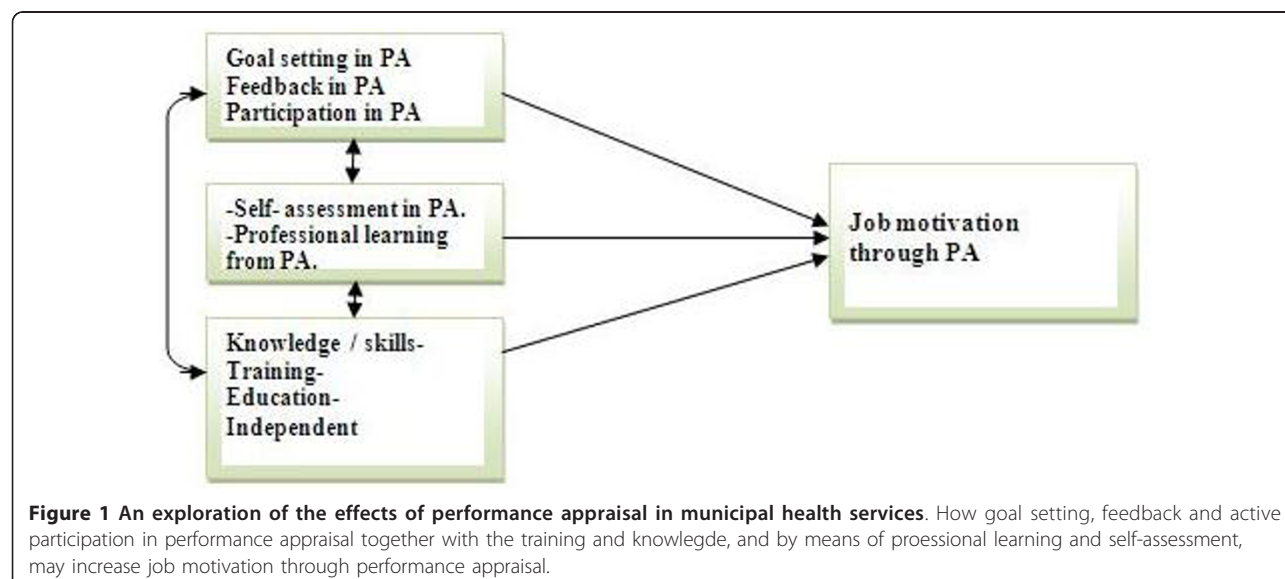 Goal setting in PA
Feedback in PA
Participation in PA
-Self- assessment in PA.
-Professional learning
from PA.
Knowledge / skills-
Training-
Education-
Independent
Job motivation
through PA
Figure 1 An exploration of the effects of performance appraisal in municipal health services. How goal setting, feedback and active
participation in performance appraisal together with the training and knowlegde, and by means of proessional learning and self-assessment,
may increase job motivation through performance appraisal.